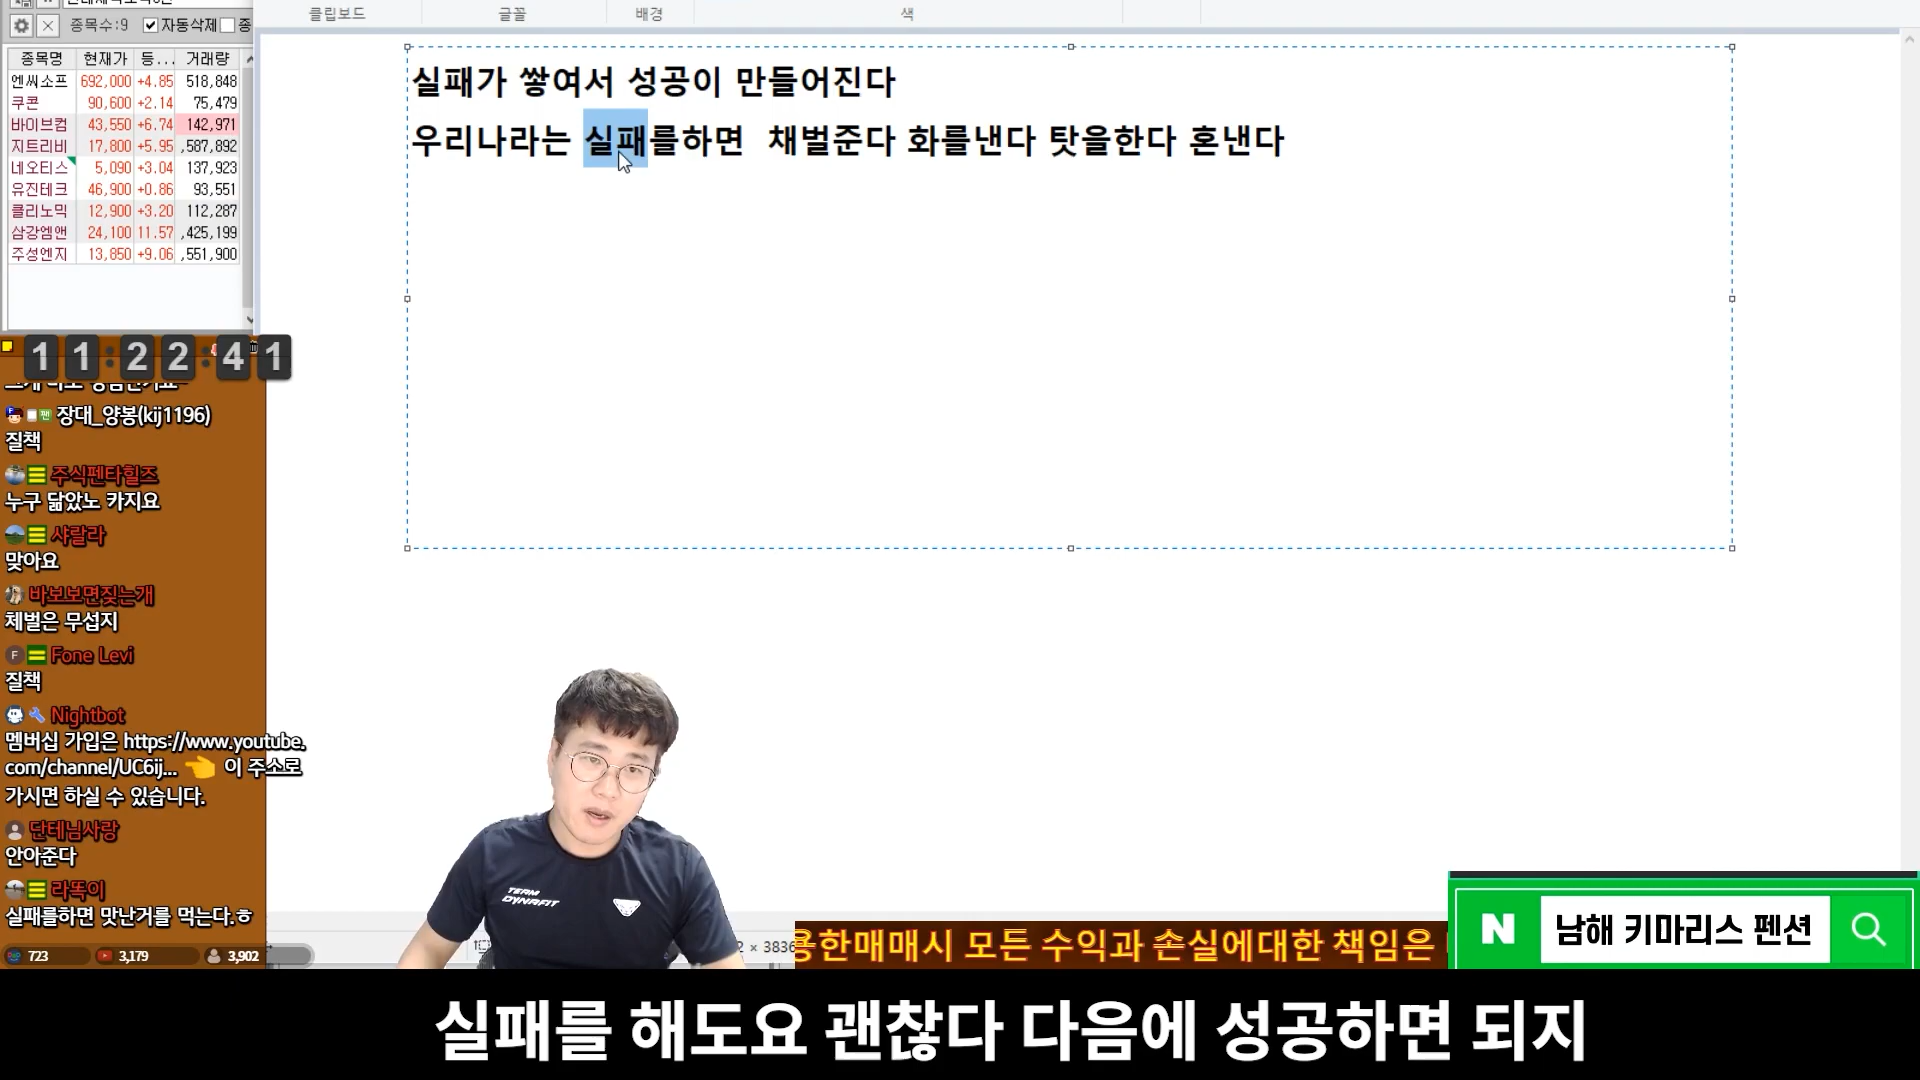 클립보드
글꼴
배경
색
종목수:9
자동삭제
종
종목명 현재가 등... 거래량
엔씨소프 692,000 +4.85 518,848
쿠콘 90,600 +2.14 75,479
바이브컴 43,550 +6.74 142,971
지트리비 17,800 +5.95 ,587,892
네오티스 5,090 +3.04 137,923
유진테크 46,900 +0.86 93,551
클리노믹 12,900 +3.20 112,287
삼강엠앤 24,100 11.57 ,425,199
주성엔지 13,850 +9.06 ,551,900
실패가 쌓여서 성공이 만들어진다
우리나라는 실패를하면 채벌준다 화를낸다 탓을한다 혼낸다
11:22:41
장대_양봉(kij1196)
질책
주식펜타힐즈
누구 닮았노 카지요
샤랄라
맞아요
바보보면짖는개
체벌은 무섭지
F Fone Levi
질책
Nightbot
멤버십 가입은 https://www.youtube.
com/channel/UC6ij... 👈 이 주소로
가시면 하실 수 있습니다.
단테님사랑
안아준다
라똑이
실패를하면 맛난거를 먹는다.ㅎ
723 3,179 3,902
TEAM
DYNAFIT
× 3836
용한매매시 모든 수익과 손실에대한 책임은
N 남해 키마리스 펜션
실패를 해도요 괜찮다 다음에 성공하면 되지